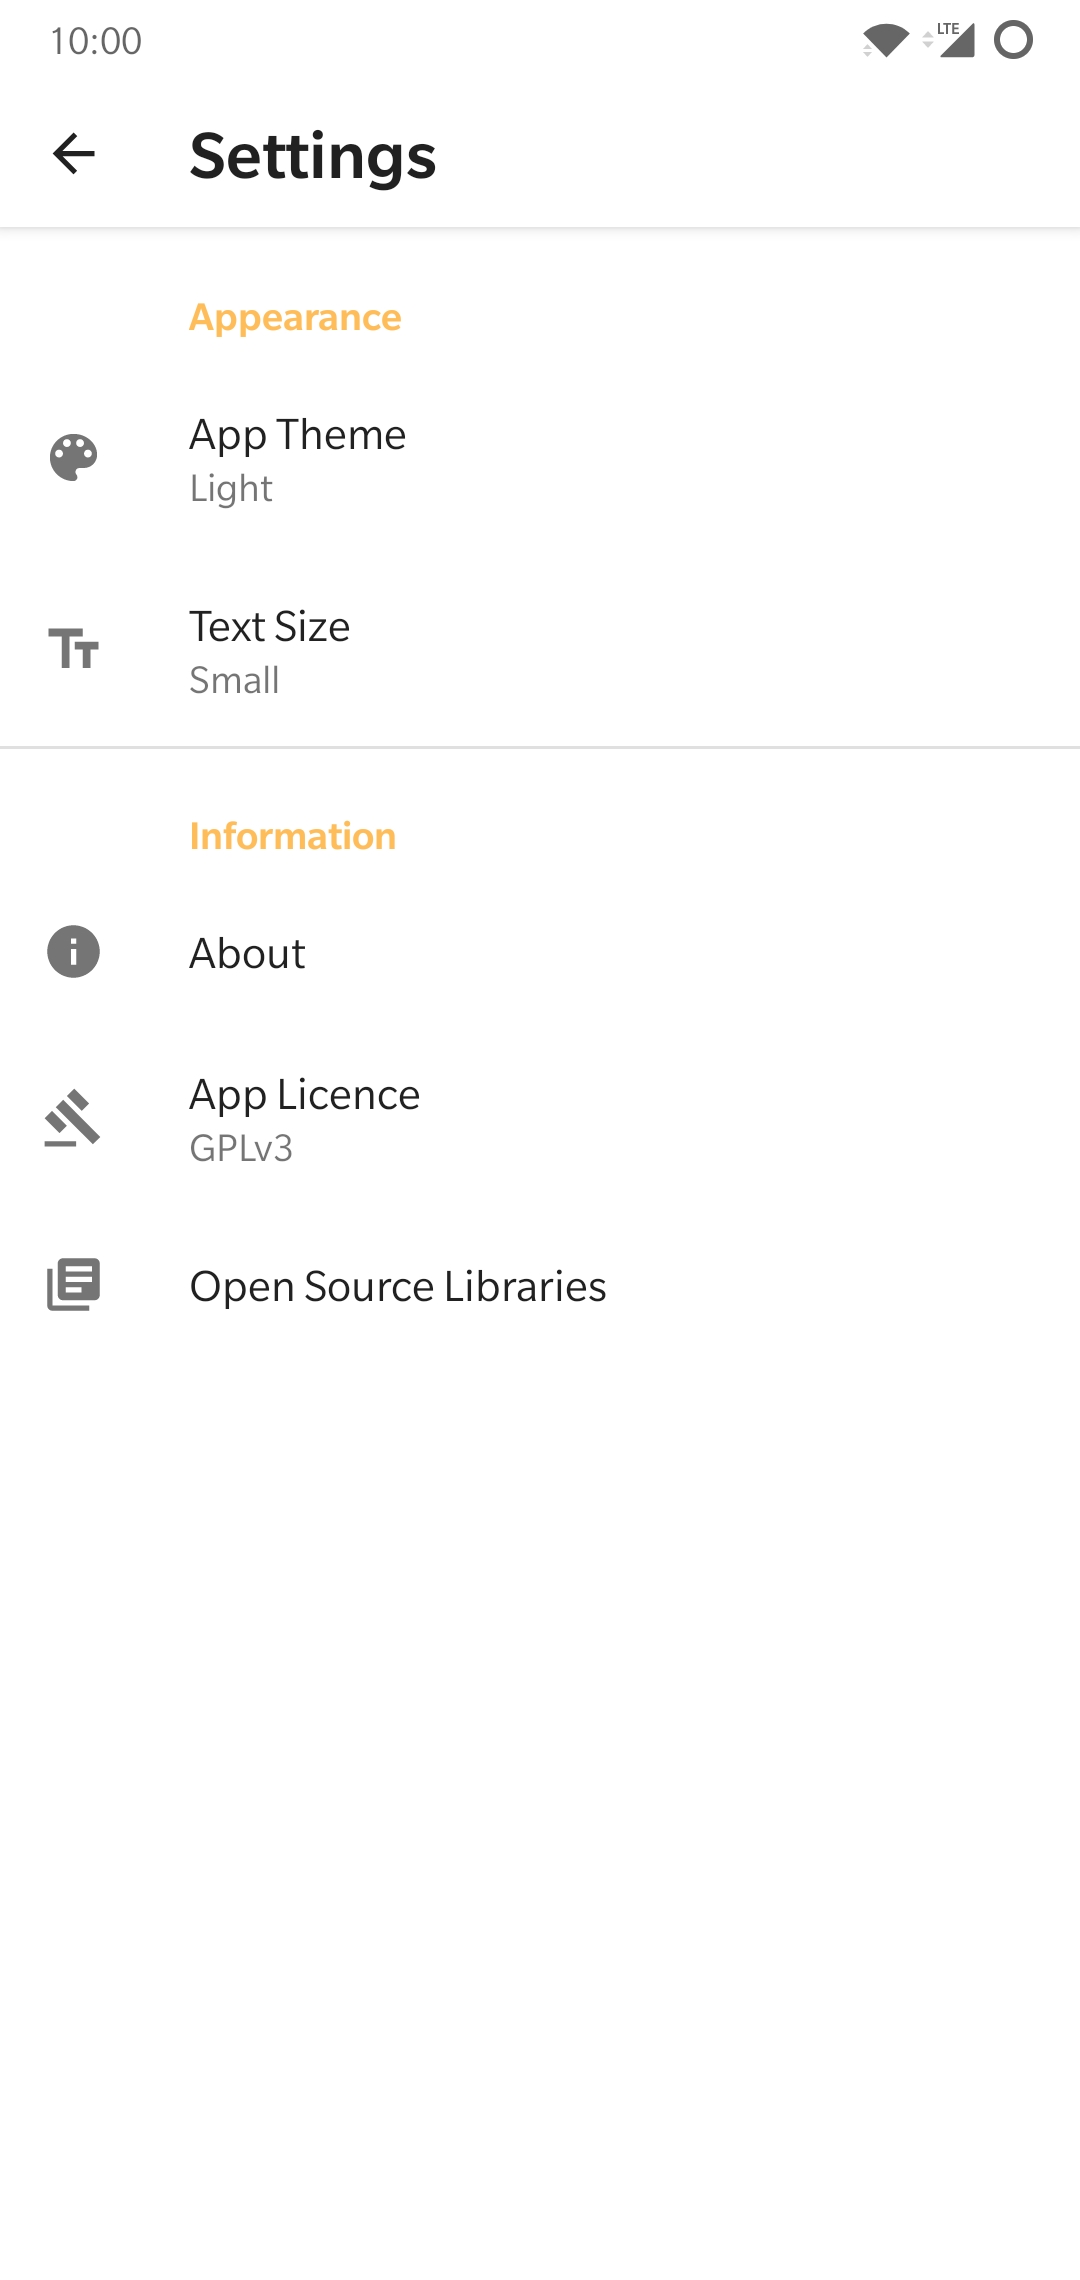 10:00
LTE
Settings
Appearance
App Theme
Light
Text Size
Small
Information
About
App Licence
GPLv3
Open Source Libraries